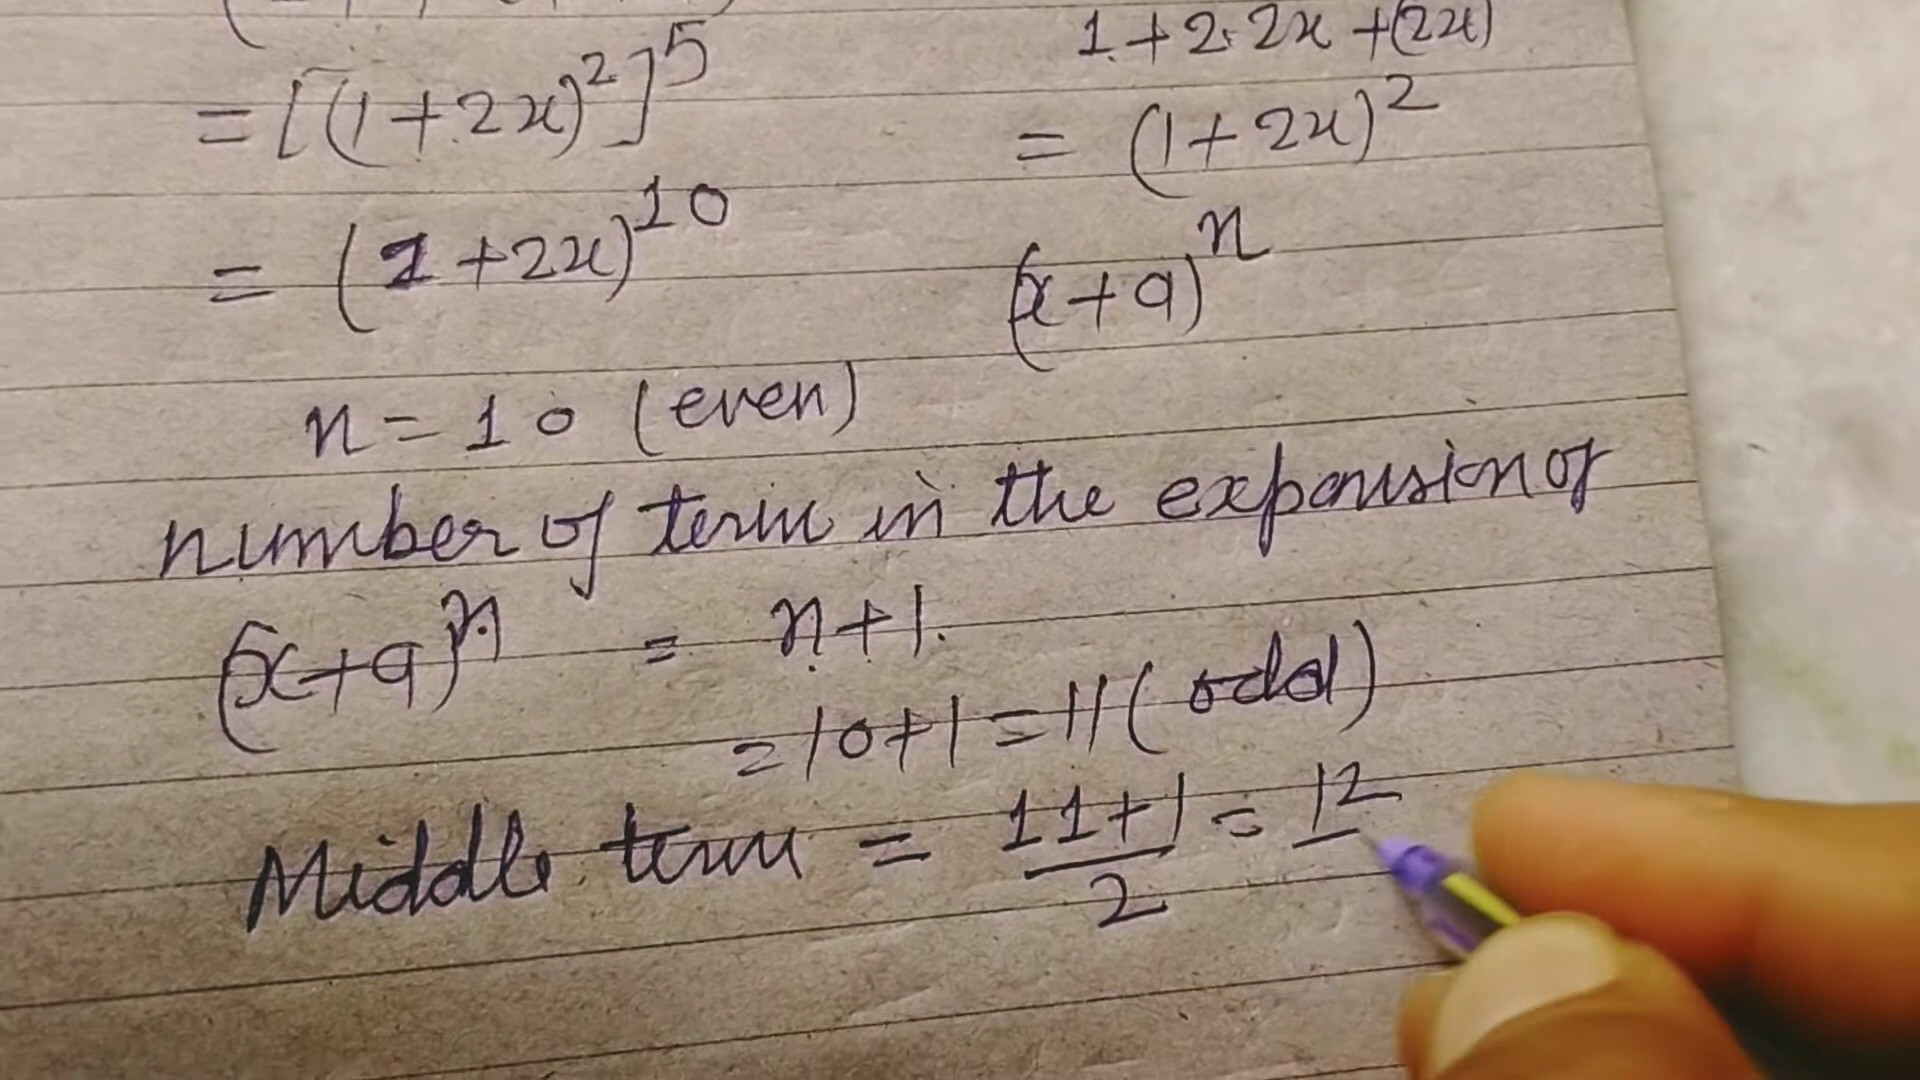 = [(1+2x)²]⁵
= (1+2x)¹⁰
1+2·2x+(2x)
= (1+2x)²
(x+a)ⁿ
n=10 (even)
number of term in the expansion of
(x+a)ⁿ = n+1.
=10+1=11(odd)
Middle term = 11+1/2 = 12